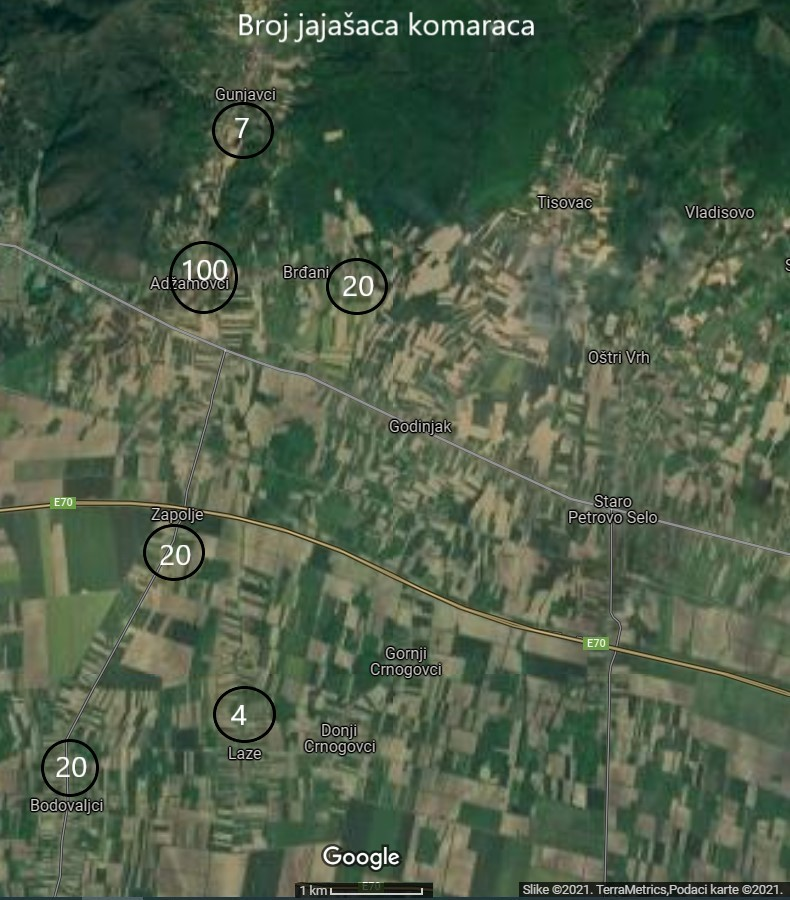 Broj jajašaca komaraca
Gunjavci
7
Tisovac
Vladisovo
S
100
Adžamovci
Brđani
20
Oštri Vrh
Godinjak
E70
Zapolje
20
Staro
Petrovo Selo
E70
Gornji
Crnogovci
4
Laze
Donji
Crnogovci
20
Bodovaljci
Google
1 km
E70
Slike ©2021. TerraMetrics,Podaci karte ©2021.